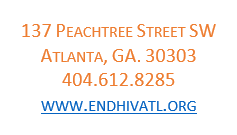 137 Peachtree Street SW
Atlanta, GA. 30303
404.612.8285
www.endhivatl.org